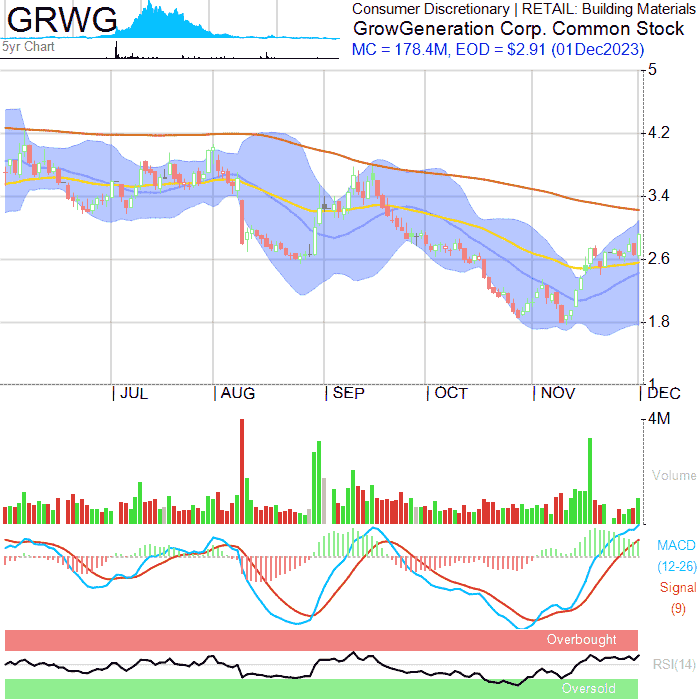 GRWG
5yr Chart
Consumer Discretionary | RETAIL: Building Materials
GrowGeneration Corp. Common Stock
MC = 178.4M, EOD = $2.91 (01Dec2023)
5
4.2
3.4
2.6
1.8
1
JUL AUG SEP OCT NOV DEC
4M
Volume
MACD
(12-26)
Signal
(9)
Overbought
RSI(14)
Oversold